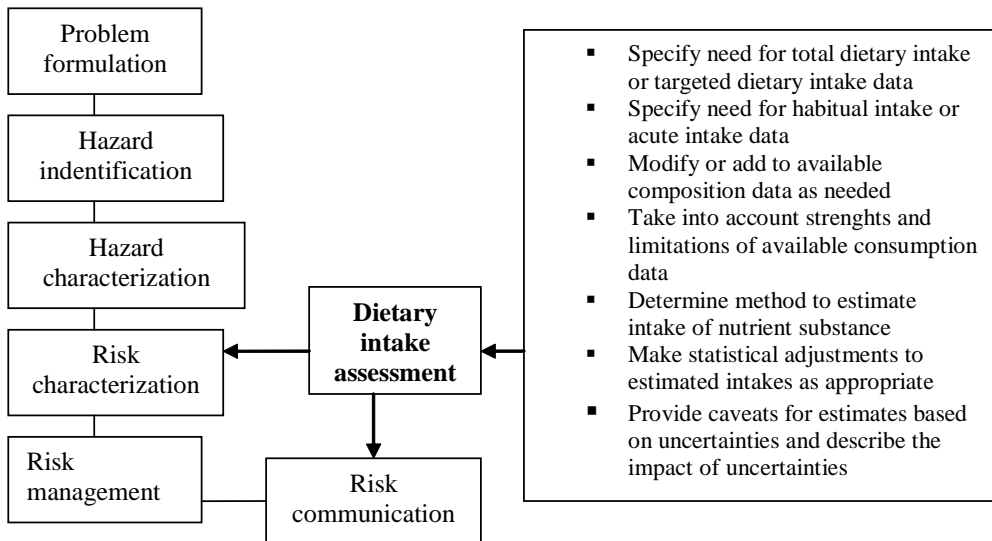 Problem
formulation
Hazard
indentification
Hazard
characterization
Risk
characterization
Risk
management
Dietary
intake
assessment
Risk
communication
▪ Specify need for total dietary intake
or targeted dietary intake data
▪ Specify need for habitual intake or
acute intake data
▪ Modify or add to available
composition data as needed
▪ Take into account strenghts and
limitations of available consumption
data
▪ Determine method to estimate
intake of nutrient substance
▪ Make statistical adjustments to
estimated intakes as appropriate
▪ Provide caveats for estimates based
on uncertainties and describe the
impact of uncertainties